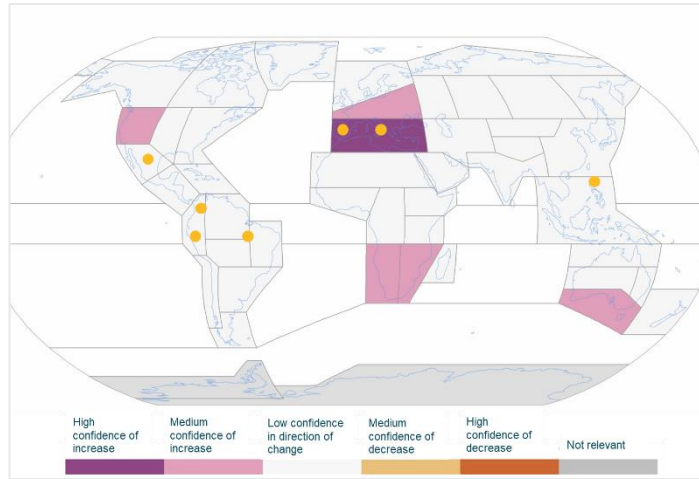 High
confidence of
increase
Medium
confidence of
increase
Low confidence
in direction of
change
Medium
confidence of
decrease
High
confidence of
decrease
Not relevant